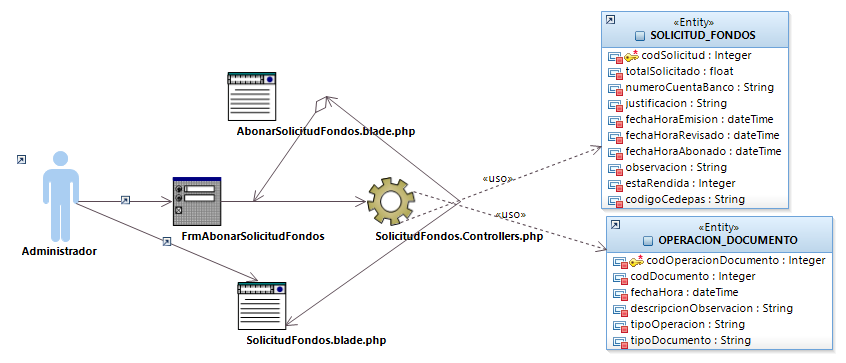 «Entity»
SOLICITUD_FONDOS
codSolicitud : Integer
totalSolicitado : float
numeroCuentaBanco : String
justificacion : String
fechaHoraEmision : dateTime
fechaHoraRevisado : dateTime
fechaHoraAbonado : dateTime
observacion : String
estaRendida : Integer
codigoCedepas : String
AbonarSolicitudFondos.blade.php
«uso»
«uso»
Administrador
FrmAbonarSolicitudFondos
SolicitudFondos.Controllers.php
«Entity»
OPERACION_DOCUMENTO
codOperacionDocumento : Integer
codDocumento : Integer
fechaHora : dateTime
descripcionObservacion : String
tipoOperacion : String
tipoDocumento : String
SolicitudFondos.blade.php